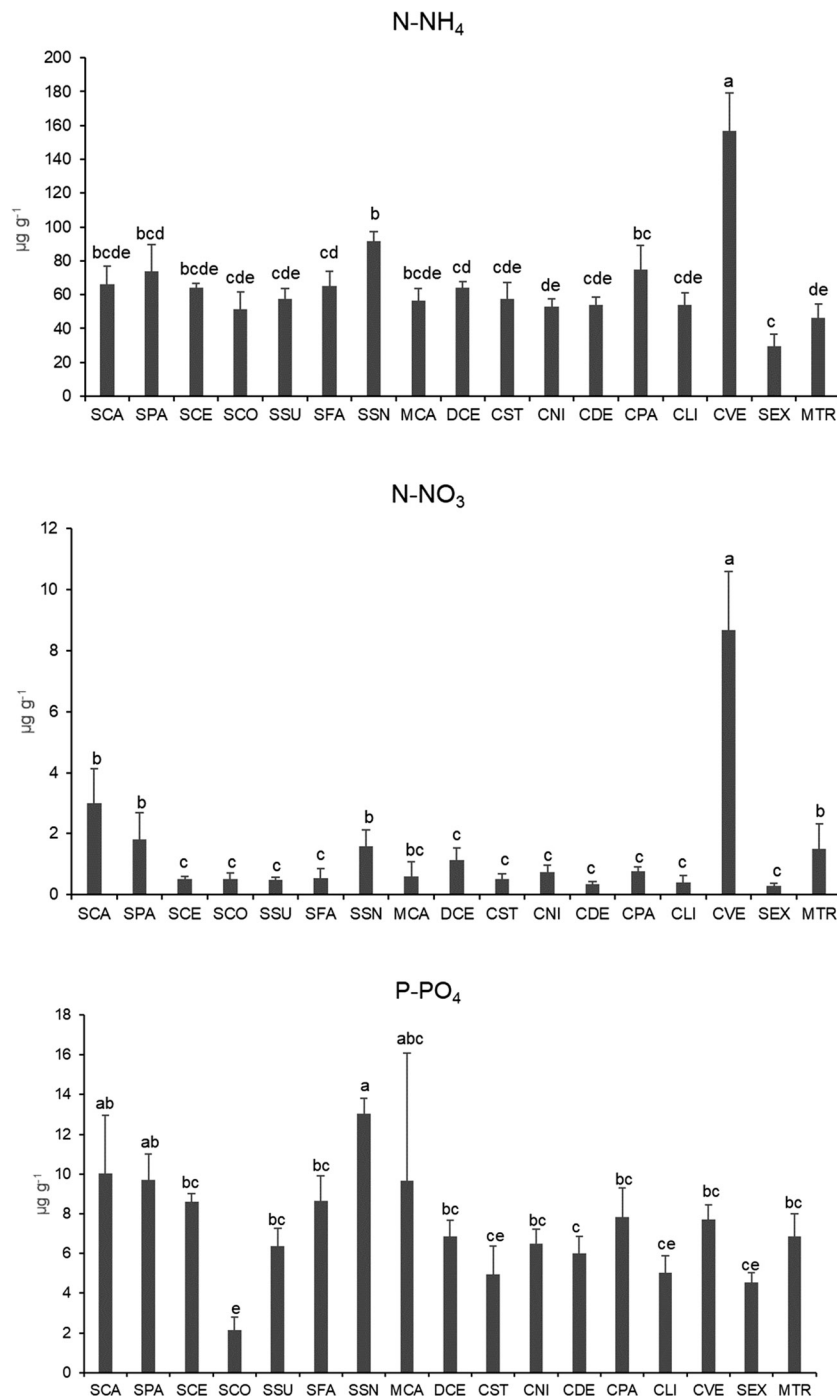 N-NH₄
µg g⁻¹
200
180
160
140
120
100
80
60
40
20
0
bcde bcd bcde cde cde cd b bcde cd cde de cde bc cde a c de
SCA SPA SCE SCO SSU SFA SSN MCA DCE CST CNI CDE CPA CLI CVE SEX MTR
N-NO₃
µg g⁻¹
12
10
8
6
4
2
0
b b c c c c b bc c c c c c c a c b
SCA SPA SCE SCO SSU SFA SSN MCA DCE CST CNI CDE CPA CLI CVE SEX MTR
P-PO₄
µg g⁻¹
18
16
14
12
10
8
6
4
2
0
ab ab bc e bc bc a abc bc ce bc c bc ce bc ce bc
SCA SPA SCE SCO SSU SFA SSN MCA DCE CST CNI CDE CPA CLI CVE SEX MTR